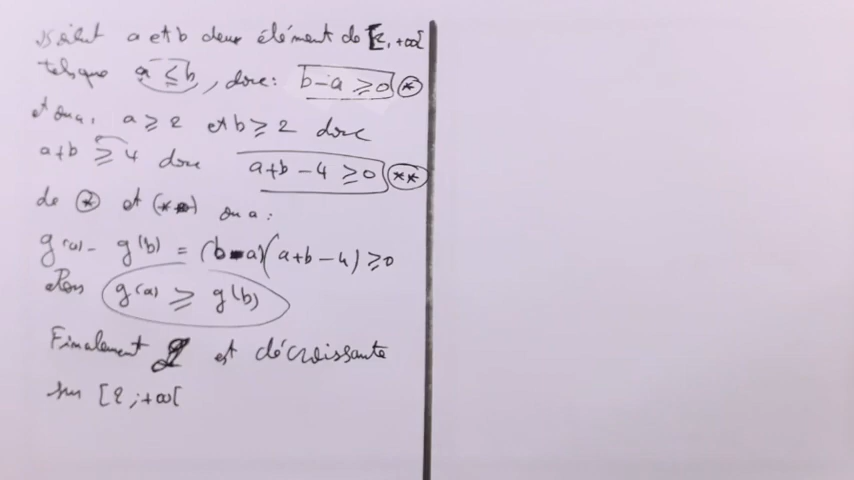 soient a et b deux élément de [2, +∞[
tels que a ≤ b, donc: b-a ≥ 0 (*)
et on a: a ≥ 2 et b ≥ 2 donc
a+b ≥ 4 donc a+b-4 ≥ 0 (**)
de (*) et (**) on a:
g(a) - g(b) = (b-a)(a+b-4) ≥ 0
alors g(a) ≥ g(b)
Finalement g est décroissante
sur [2,+∞[